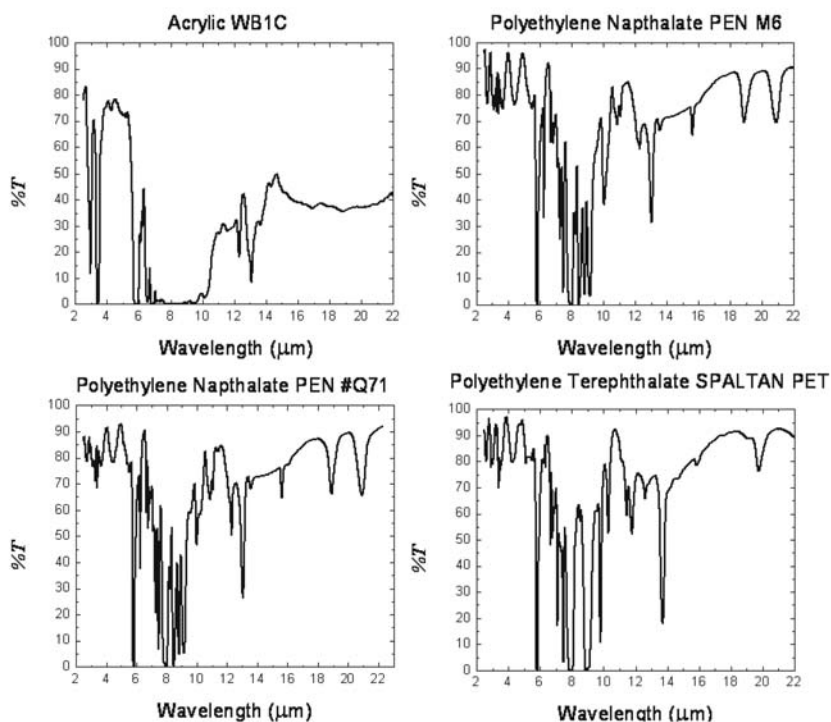 Acrylic WB1C
100
90
80
70
60
50
40
30
20
10
0
%T
2 4 6 8 10 12 14 16 18 20 22
Wavelength (μm)
Polyethylene Napthalate PEN M6
100
90
80
70
60
50
40
30
20
10
0
%T
2 4 6 8 10 12 14 16 18 20 22
Wavelength (μm)
Polyethylene Napthalate PEN #Q71
100
90
80
70
60
50
40
30
20
10
0
%T
2 4 6 8 10 12 14 16 18 20 22
Wavelength (μm)
Polyethylene Terephthalate SPALTAN PET
100
90
80
70
60
50
40
30
20
10
0
%T
2 4 6 8 10 12 14 16 18 20 22
Wavelength (μm)